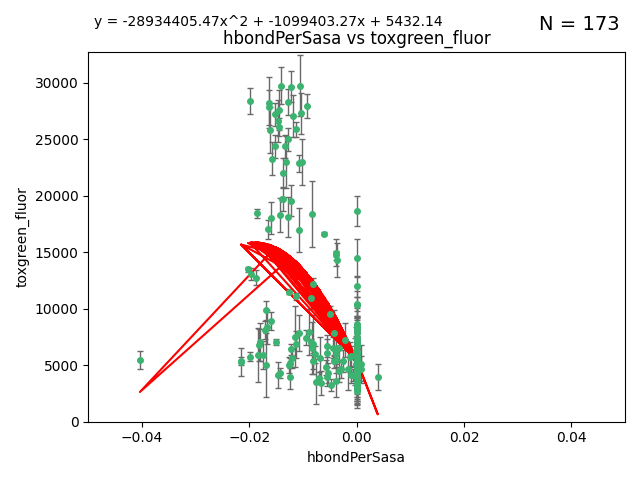 y = -28934405.47x^2 + -1099403.27x + 5432.14
N = 173
hbondPerSasa vs toxgreen_fluor
toxgreen_fluor
30000
25000
20000
15000
10000
5000
0
−0.04
−0.02
0.00
0.02
0.04
hbondPerSasa